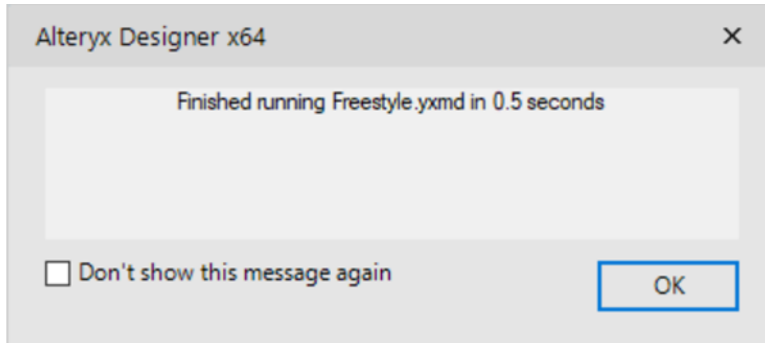 Alteryx Designer x64
Finished running Freestyle.yxmd in 0.5 seconds
Don't show this message again
OK